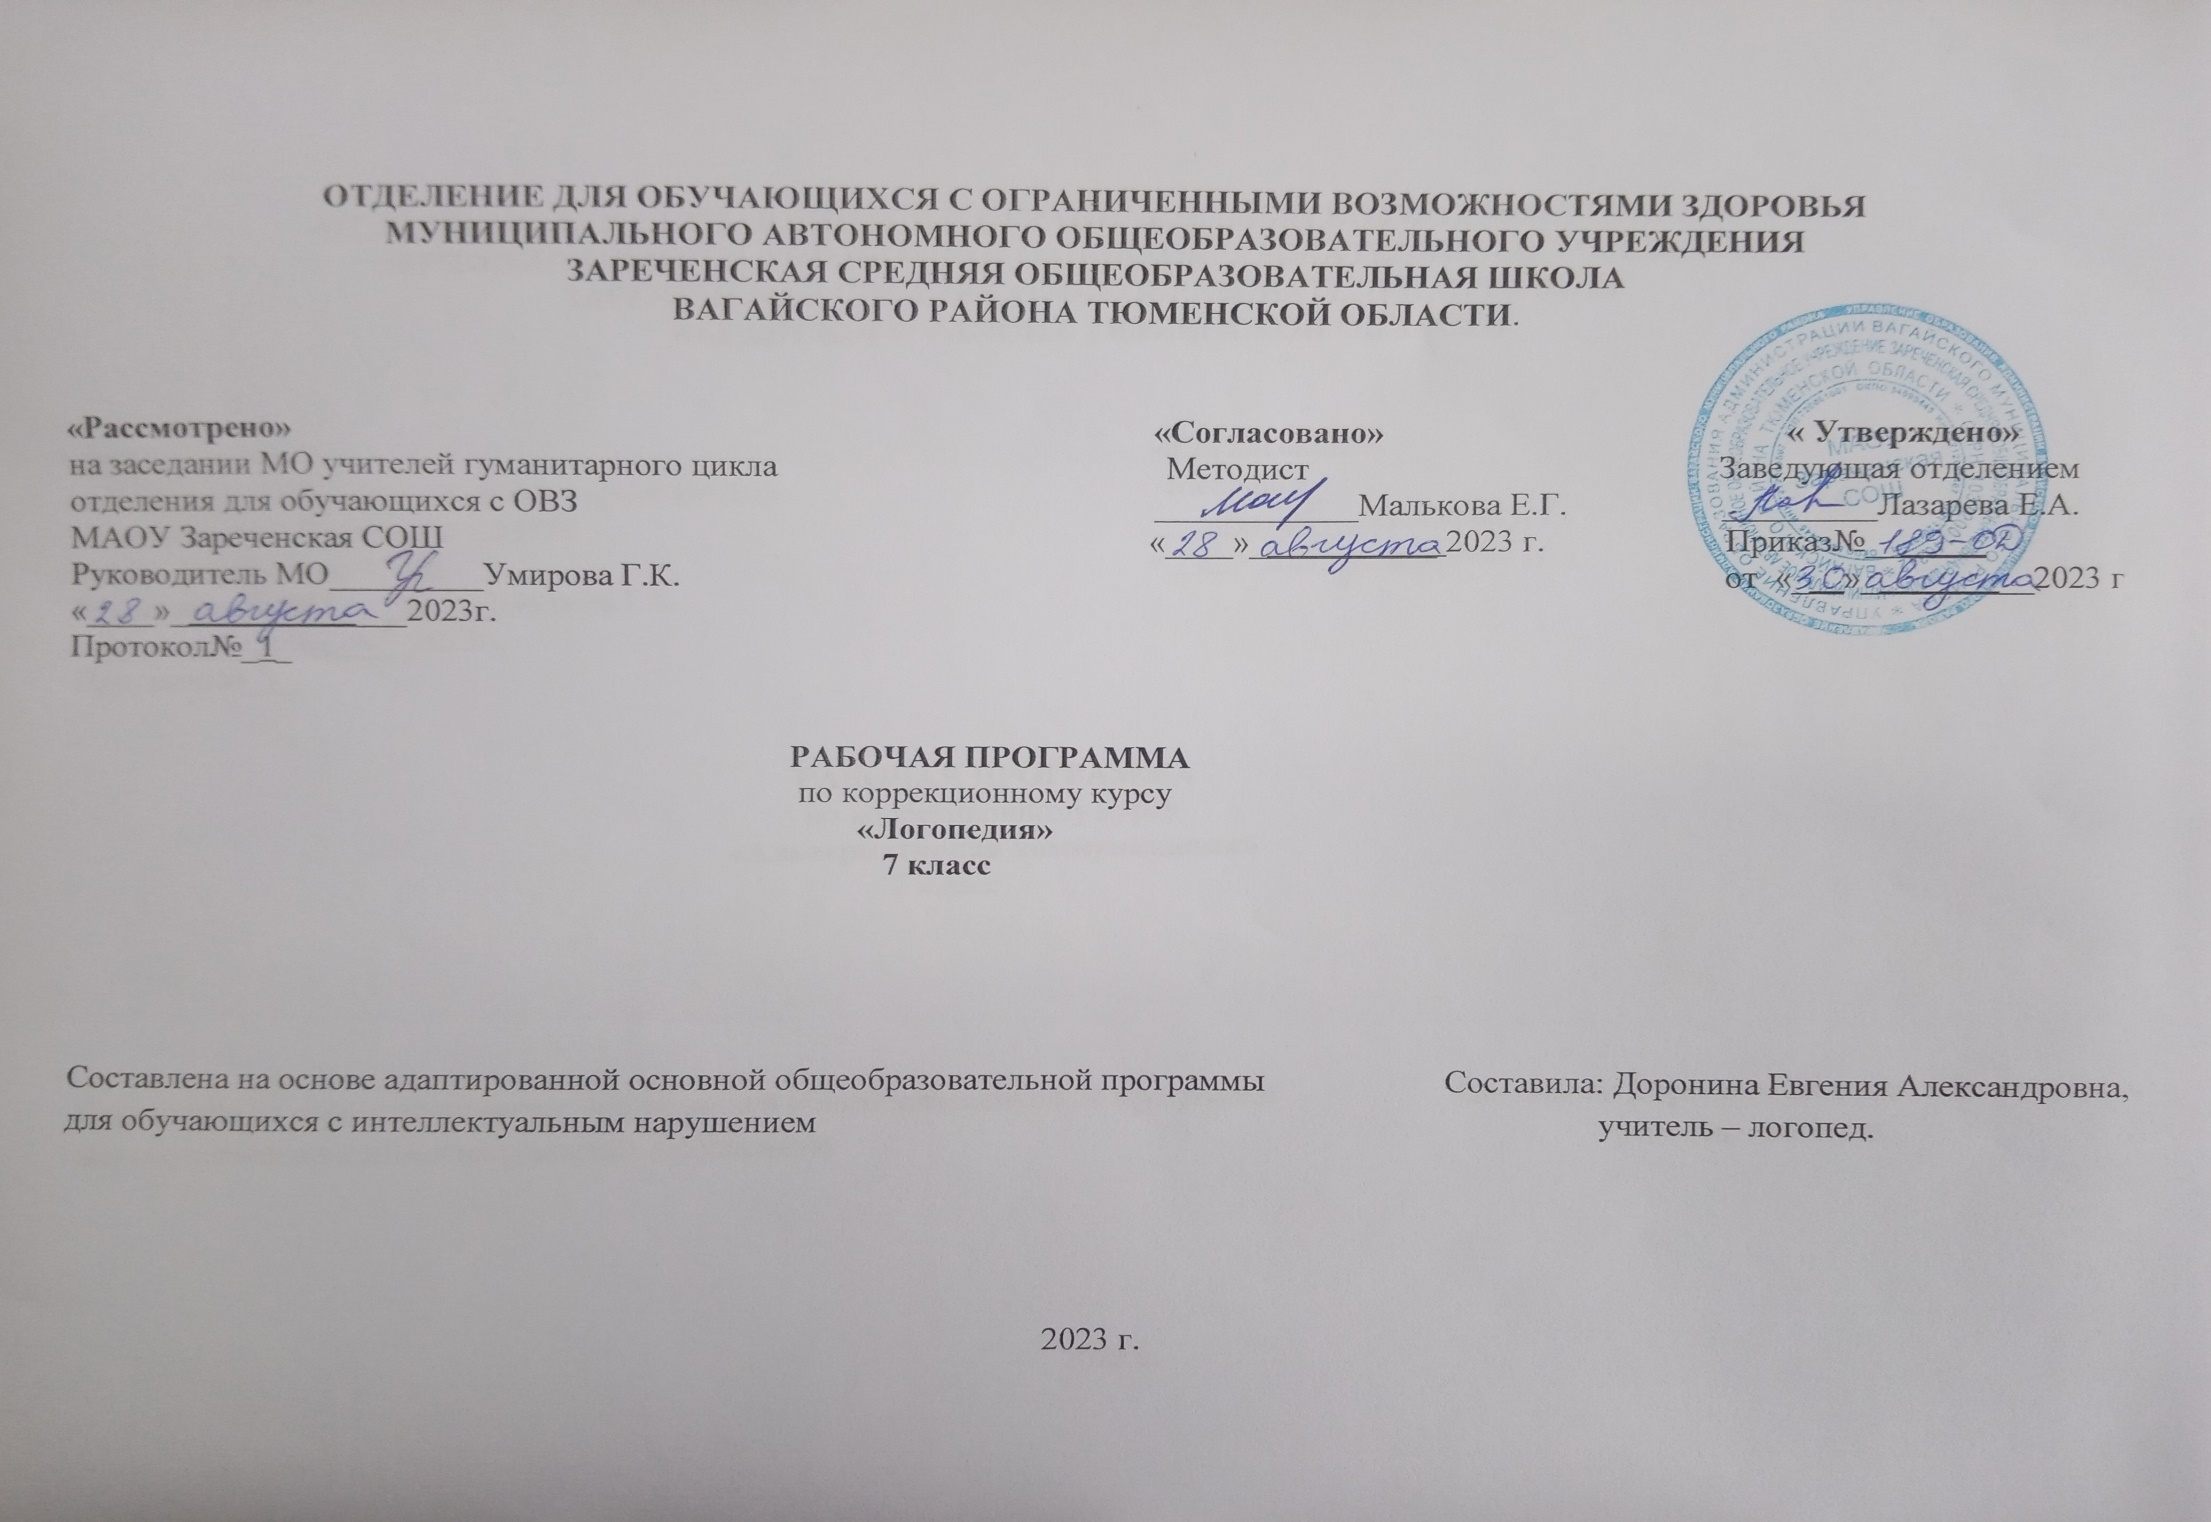 ОТДЕЛЕНИЕ ДЛЯ ОБУЧАЮЩИХСЯ С ОГРАНИЧЕННЫМИ ВОЗМОЖНОСТЯМИ ЗДОРОВЬЯ
МУНИЦИПАЛЬНОГО АВТОНОМНОГО ОБЩЕОБРАЗОВАТЕЛЬНОГО УЧРЕЖДЕНИЯ
ЗАРЕЧЕНСКАЯ СРЕДНЯЯ ОБЩЕОБРАЗОВАТЕЛЬНАЯ ШКОЛА
ВАГАЙСКОГО РАЙОНА ТЮМЕНСКОЙ ОБЛАСТИ.
«Рассмотрено»
на заседании МО учителей гуманитарного цикла
отделения для обучающихся с ОВЗ
МАОУ Зареченская СОШ
Руководитель МО_________Умирова Г.К.
«28» августа 2023г.
Протокол№ 1
«Согласовано»
Методист
____________Малькова Е.Г.
«28» августа 2023 г.
« Утверждено»
Заведующая отделением
_________Лазарева Е.А.
Приказ№ 189-ОД
от «30» августа 2023 г
РАБОЧАЯ ПРОГРАММА
по коррекционному курсу
«Логопедия»
7 класс
Составлена на основе адаптированной основной общеобразовательной программы
для обучающихся с интеллектуальным нарушением
Составила: Доронина Евгения Александровна,
учитель – логопед.
2023 г.